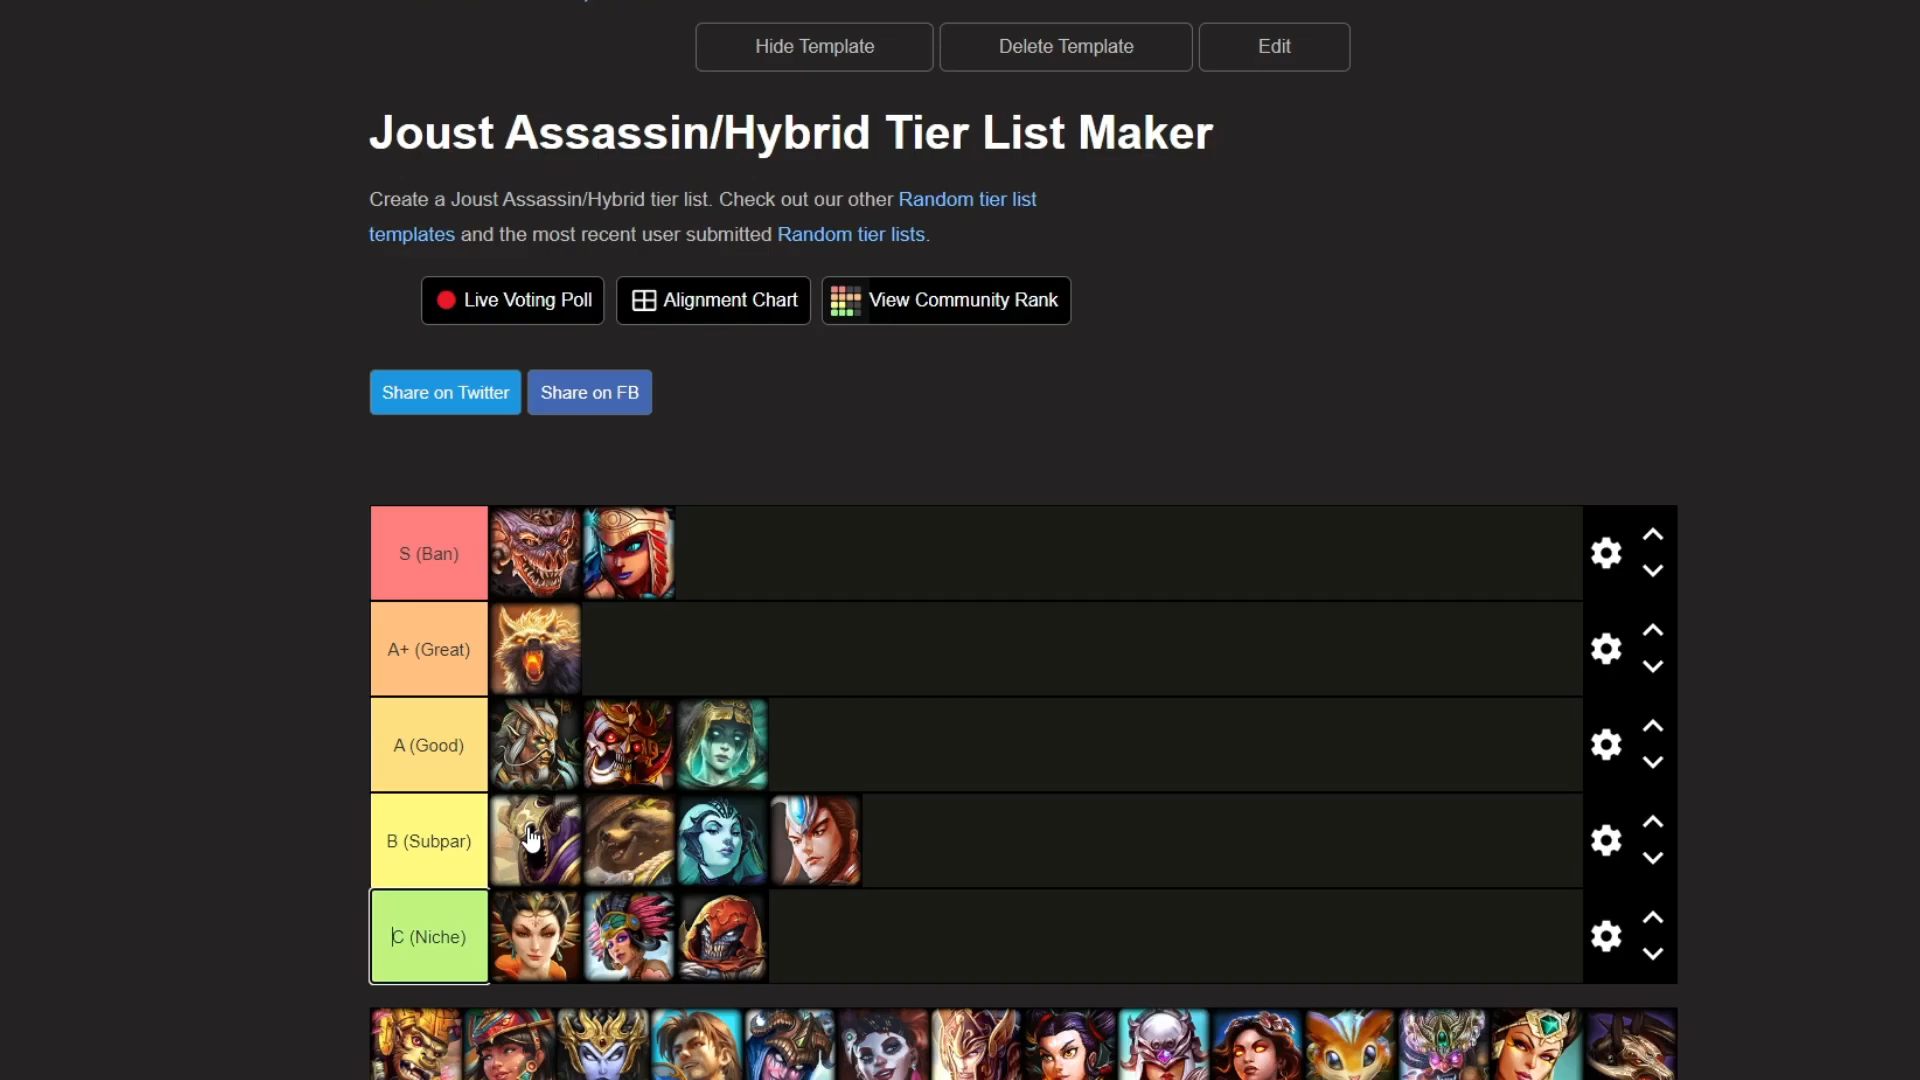 Hide Template
Delete Template
Edit
Joust Assassin/Hybrid Tier List Maker
Create a Joust Assassin/Hybrid tier list. Check out our other Random tier list
templates and the most recent user submitted Random tier lists.
Live Voting Poll
Alignment Chart
View Community Rank
Share on Twitter
Share on FB
S (Ban)
A+ (Great)
A (Good)
B (Subpar)
C (Niche)